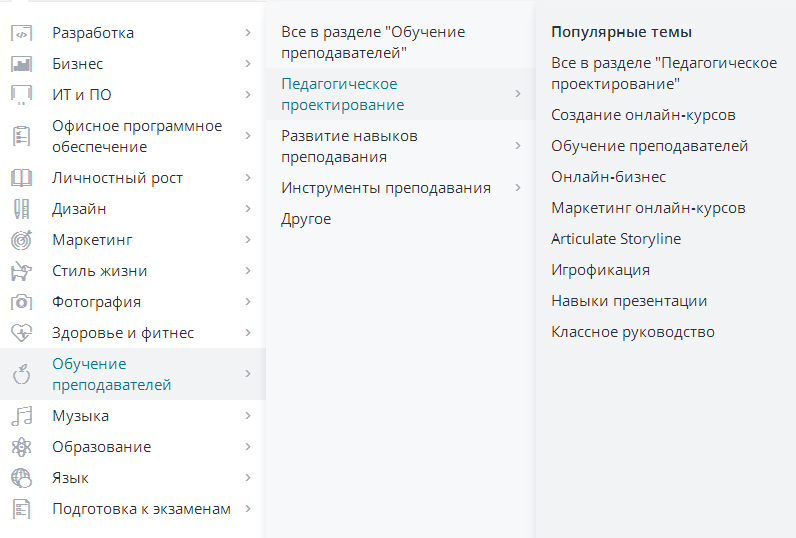 Разработка
Бизнес
ИТ и ПО
Офисное программное
обеспечение
Личностный рост
Дизайн
Маркетинг
Стиль жизни
Фотография
Здоровье и фитнес
Обучение
преподавателей
Музыка
Образование
Язык
Подготовка к экзаменам
Все в разделе "Обучение
преподавателей"
Педагогическое
проектирование
Развитие навыков
преподавания
Инструменты преподавания
Другое
Популярные темы
Все в разделе "Педагогическое
проектирование"
Создание онлайн-курсов
Обучение преподавателей
Онлайн-бизнес
Маркетинг онлайн-курсов
Articulate Storyline
Игрофикация
Навыки презентации
Классное руководство